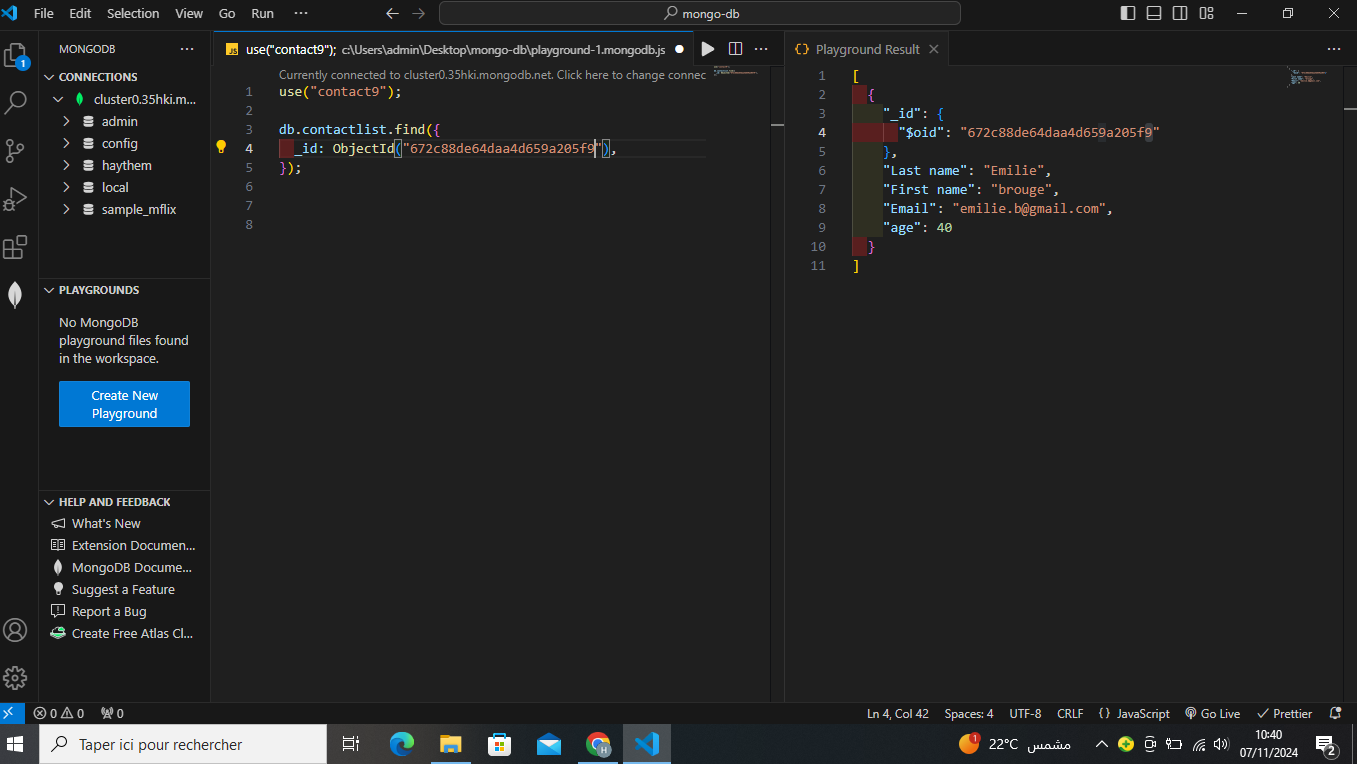 File Edit Selection View Go Run ···
mongo-db
MONGODB ···
CONNECTIONS
cluster0.35hki.m...
admin
config
haythem
local
sample_mflix
PLAYGROUNDS
No MongoDB
playground files found
in the workspace.
Create New
Playground
HELP AND FEEDBACK
What's New
Extension Documen...
MongoDB Docume...
Suggest a Feature
Report a Bug
Create Free Atlas Cl...
1
JS use("contact9"); c:\Users\admin\Desktop\mongo-db\playground-1.mongodb.js
Currently connected to cluster0.35hki.mongodb.net. Click here to change connec
1 use("contact9");
2
3 db.contactlist.find({
4 _id: ObjectId("672c88de64daa4d659a205f9"),
5 });
6
7
8
{} Playground Result
1 [
2 {
3 "_id": {
4 "$oid": "672c88de64daa4d659a205f9"
5 },
6 "Last name": "Emilie",
7 "First name": "brouge",
8 "Email": "emilie.b@gmail.com",
9 "age": 40
10 }
11 ]
0 0 0
Ln 4, Col 42 Spaces: 4 UTF-8 CRLF {} JavaScript Go Live Prettier
Taper ici pour rechercher
H
1
22°C مشمس
10:40
07/11/2024
2